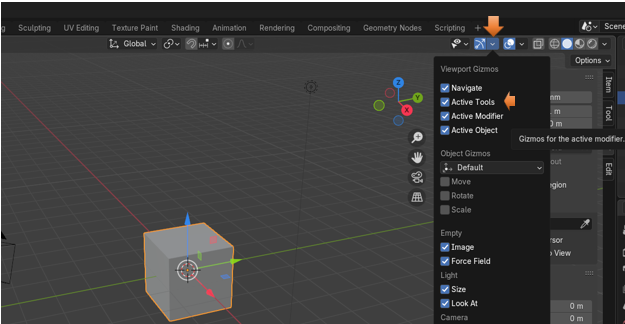 Sculpting UV Editing Texture Paint Shading Animation Rendering Compositing Geometry Nodes Scripting + Scene
Global
Options
Viewport Gizmos
Navigate
Active Tools
Active Modifier
Active Object
Gizmos for the active modifier.
Object Gizmos
Default
Move
Rotate
Scale
Empty
Image
Force Field
Light
Size
Look At
Camera
Z
Y
X
Item
Tool
Edit
mm
1 m
0 m
out
egion
rsor
o View
0 m
0 m